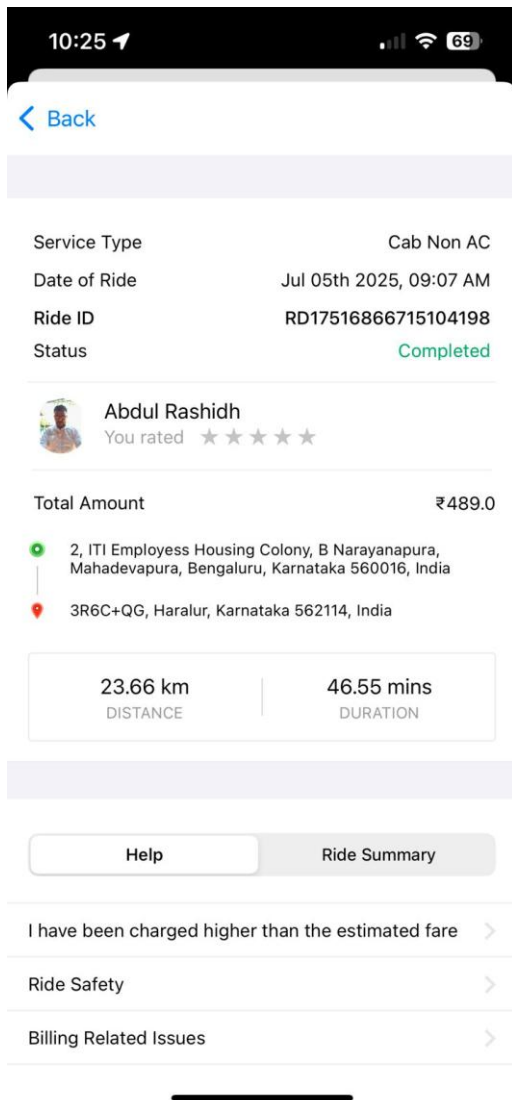 10:25
69
Back
Service Type Cab Non AC
Date of Ride Jul 05th 2025, 09:07 AM
Ride ID RD17516866715104198
Status Completed
Abdul Rashidh
You rated
Total Amount ₹489.0
2, ITI Employess Housing Colony, B Narayanapura,
Mahadevapura, Bengaluru, Karnataka 560016, India
3R6C+QG, Haralur, Karnataka 562114, India
23.66 km 46.55 mins
DISTANCE DURATION
Help Ride Summary
I have been charged higher than the estimated fare
Ride Safety
Billing Related Issues